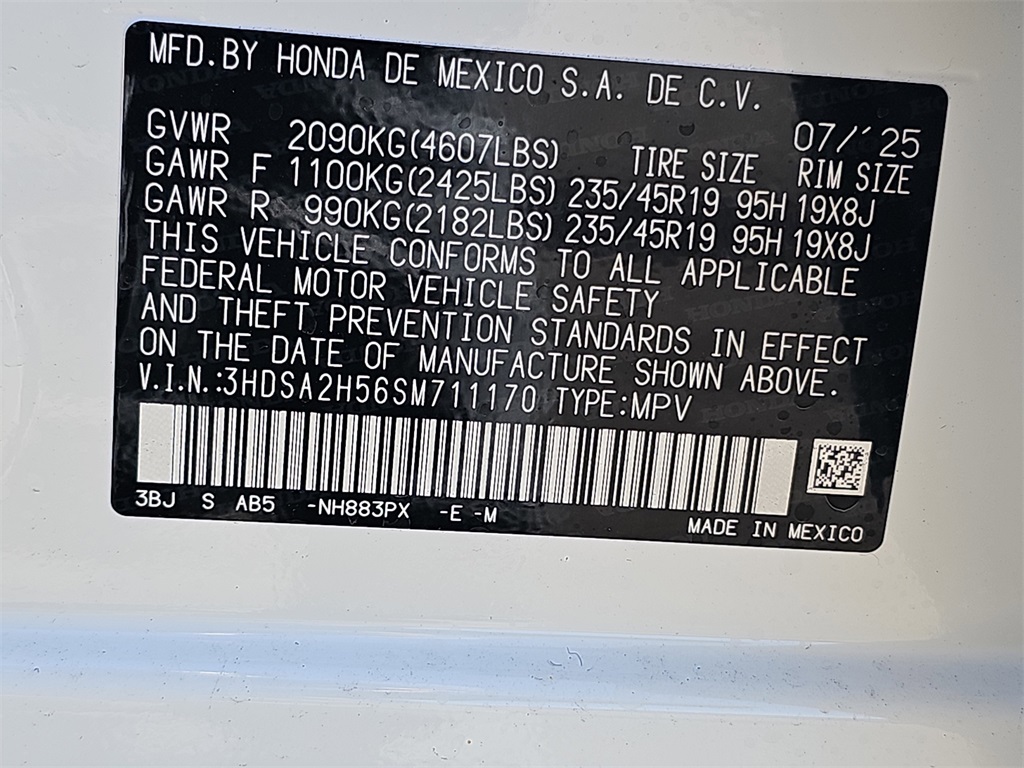 MFD.BY HONDA DE MEXICO S.A. DE C.V.
07/'25
GVWR 2090KG(4607LBS) TIRE SIZE RIM SIZE
GAWR F 1100KG(2425LBS) 235/45R19 95H 19X8J
GAWR R 990KG(2182LBS) 235/45R19 95H 19X8J
THIS VEHICLE CONFORMS TO ALL APPLICABLE
FEDERAL MOTOR VEHICLE SAFETY
AND THEFT PREVENTION STANDARDS IN EFFECT
ON THE DATE OF MANUFACTURE SHOWN ABOVE.
V.I.N.:3HDSA2H56SM711170 TYPE:MPV
3BJ S AB5 -NH883PX -E -M
MADE IN MEXICO